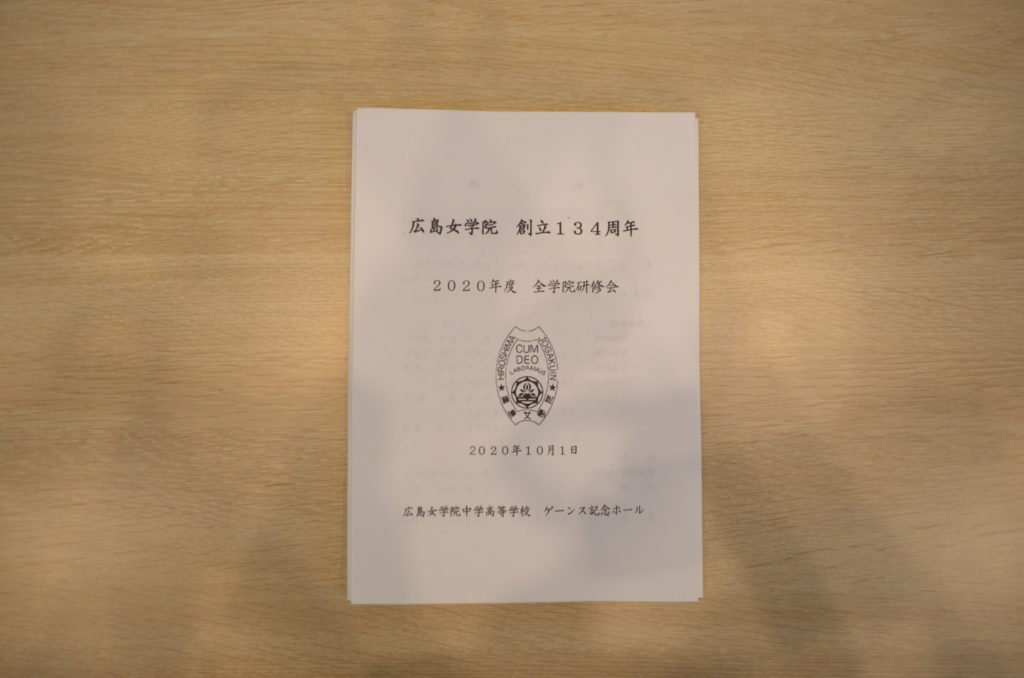 広島女学院　創立１３４周年
２０２０年度　全学院研修会
HIROSHIMA JOGAKUIN
CUM
DEO
LABORAMUS
２０２０年１０月１日
広島女学院中学高等学校　ゲーンス記念ホール